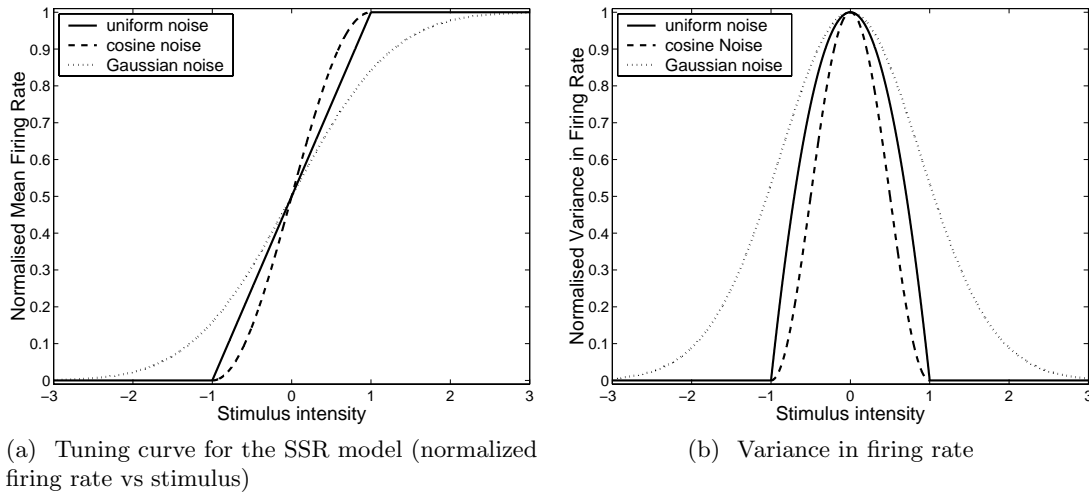 1
0.9
0.8
0.7
0.6
0.5
0.4
0.3
0.2
0.1
0
−3
−2
−1
0
1
2
3
Normalised Mean Firing Rate
Stimulus intensity
uniform noise
cosine noise
Gaussian noise
1
0.9
0.8
0.7
0.6
0.5
0.4
0.3
0.2
0.1
0
−3
−2
−1
0
1
2
3
Normalised Variance in Firing Rate
Stimulus intensity
uniform noise
cosine Noise
Gaussian noise
(a) Tuning curve for the SSR model (normalized
firing rate vs stimulus)
(b) Variance in firing rate